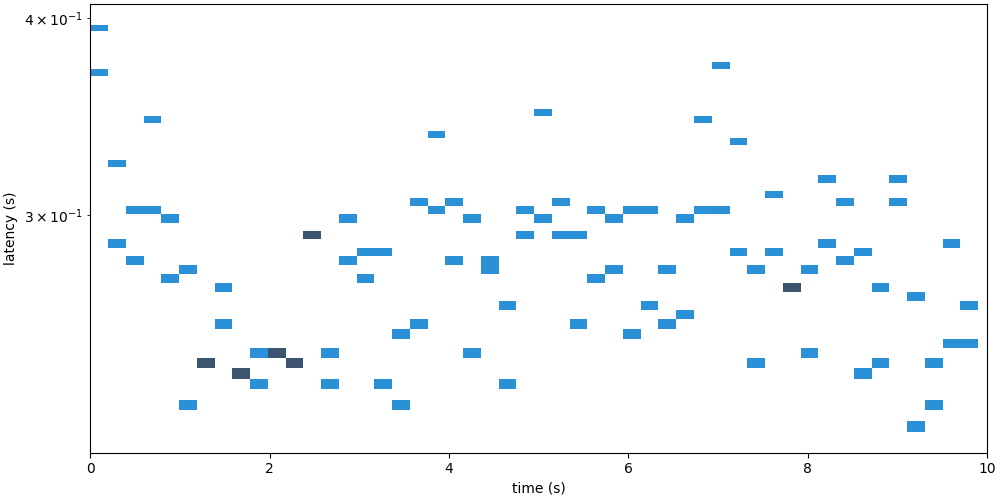 4 × 10⁻¹
3 × 10⁻¹
latency (s)
0 2 4 6 8 10
time (s)